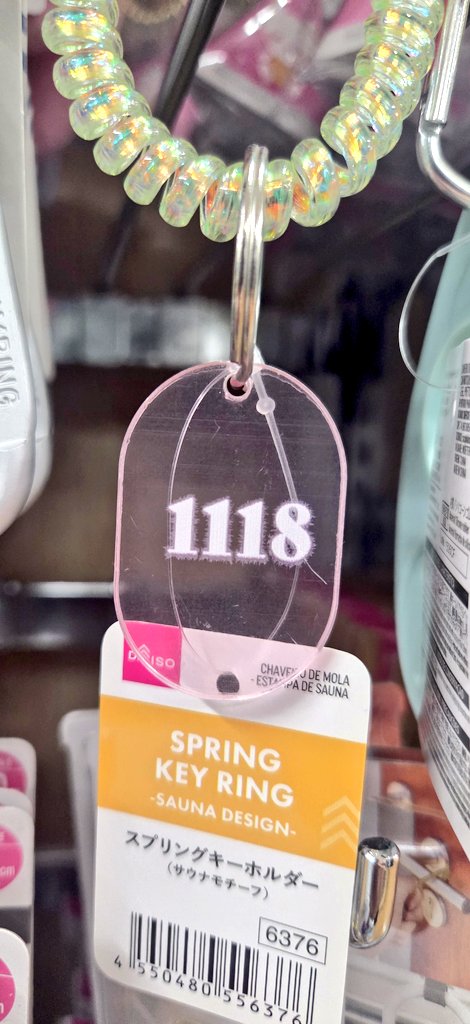 1118
DAISO
CHAVEIRO DE MOLA
- ESTAMPA DE SAUNA
SPRING
KEY RING
-SAUNA DESIGN-
スプリングキーホルダー
(サウナモチーフ)
6376
4 550480 556376